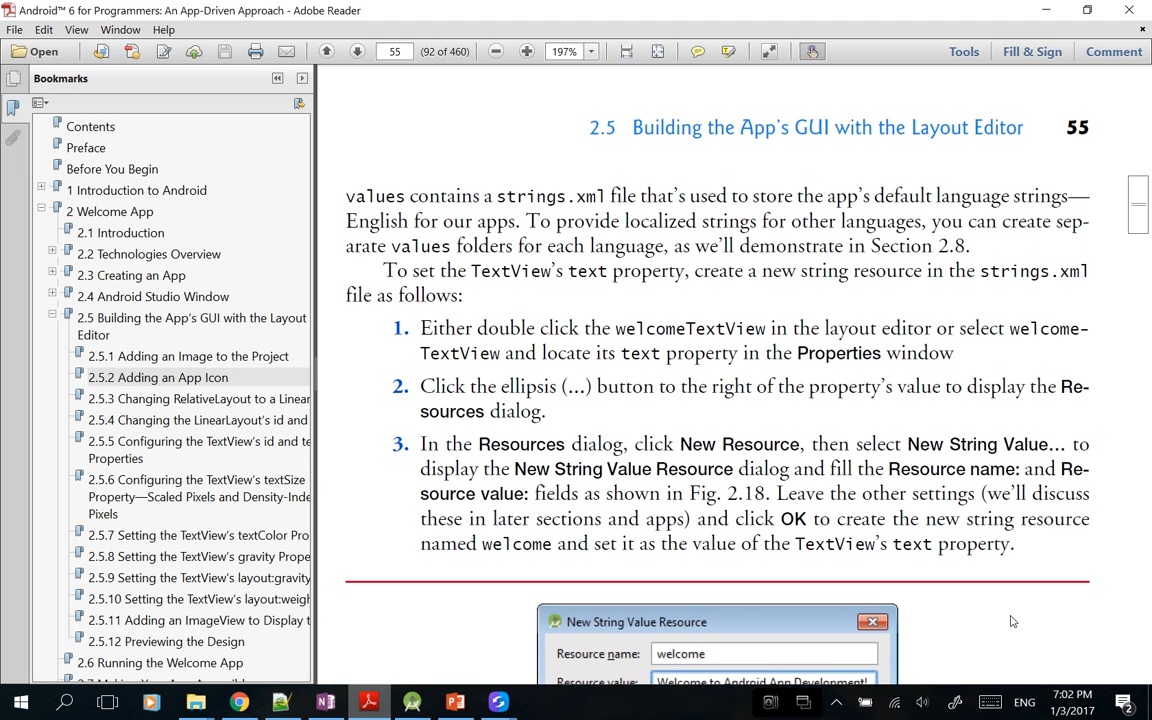 Android™ 6 for Programmers: An App-Driven Approach - Adobe Reader
File Edit View Window Help
Open 55 (92 of 460) 197% Tools Fill & Sign Comment
Bookmarks
Contents
Preface
Before You Begin
1 Introduction to Android
2 Welcome App
2.1 Introduction
2.2 Technologies Overview
2.3 Creating an App
2.4 Android Studio Window
2.5 Building the App's GUI with the Layout
Editor
2.5.1 Adding an Image to the Project
2.5.2 Adding an App Icon
2.5.3 Changing RelativeLayout to a Linear
2.5.4 Changing the LinearLayout's id and
2.5.5 Configuring the TextView's id and te
Properties
2.5.6 Configuring the TextView's textSize
Property—Scaled Pixels and Density-Inde
Pixels
2.5.7 Setting the TextView's textColor Pro
2.5.8 Setting the TextView's gravity Prope
2.5.9 Setting the TextView's layout:gravity
2.5.10 Setting the TextView's layout:weigh
2.5.11 Adding an ImageView to Display t
2.5.12 Previewing the Design
2.6 Running the Welcome App
2.5 Building the App's GUI with the Layout Editor 55
values contains a strings.xml file that's used to store the app's default language strings—
English for our apps. To provide localized strings for other languages, you can create sep-
arate values folders for each language, as we'll demonstrate in Section 2.8.
To set the TextView's text property, create a new string resource in the strings.xml
file as follows:
1. Either double click the welcomeTextView in the layout editor or select welcome-
TextView and locate its text property in the Properties window
2. Click the ellipsis (...) button to the right of the property's value to display the Re-
sources dialog.
3. In the Resources dialog, click New Resource, then select New String Value... to
display the New String Value Resource dialog and fill the Resource name: and Re-
source value: fields as shown in Fig. 2.18. Leave the other settings (we'll discuss
these in later sections and apps) and click OK to create the new string resource
named welcome and set it as the value of the TextView's text property.
New String Value Resource
Resource name: welcome
Resource value: Welcome to Android App Development!
ENG
7:02 PM
1/3/2017
2